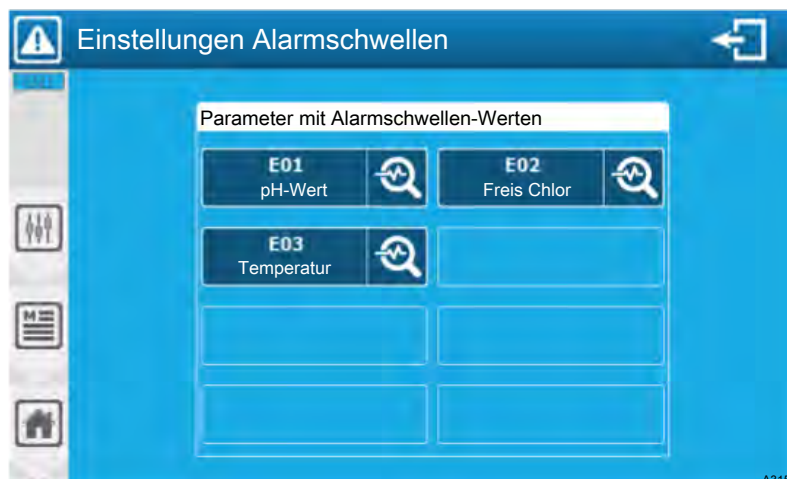 Einstellungen Alarmschwellen
Parameter mit Alarmschwellen-Werten
E01
pH-Wert
E02
Freis Chlor
E03
Temperatur
M